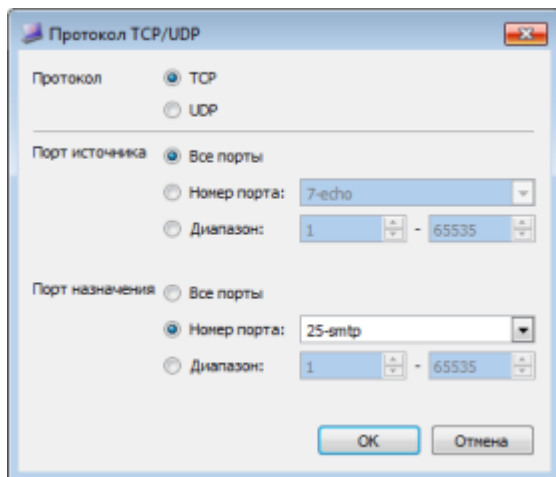 Протокол TCP/UDP
Протокол TCP
UDP
Порт источника Все порты
Номер порта: 7-echo
Диапазон: 1 - 65535
Порт назначения Все порты
Номер порта: 25-smtp
Диапазон: 1 - 65535
ОК Отмена